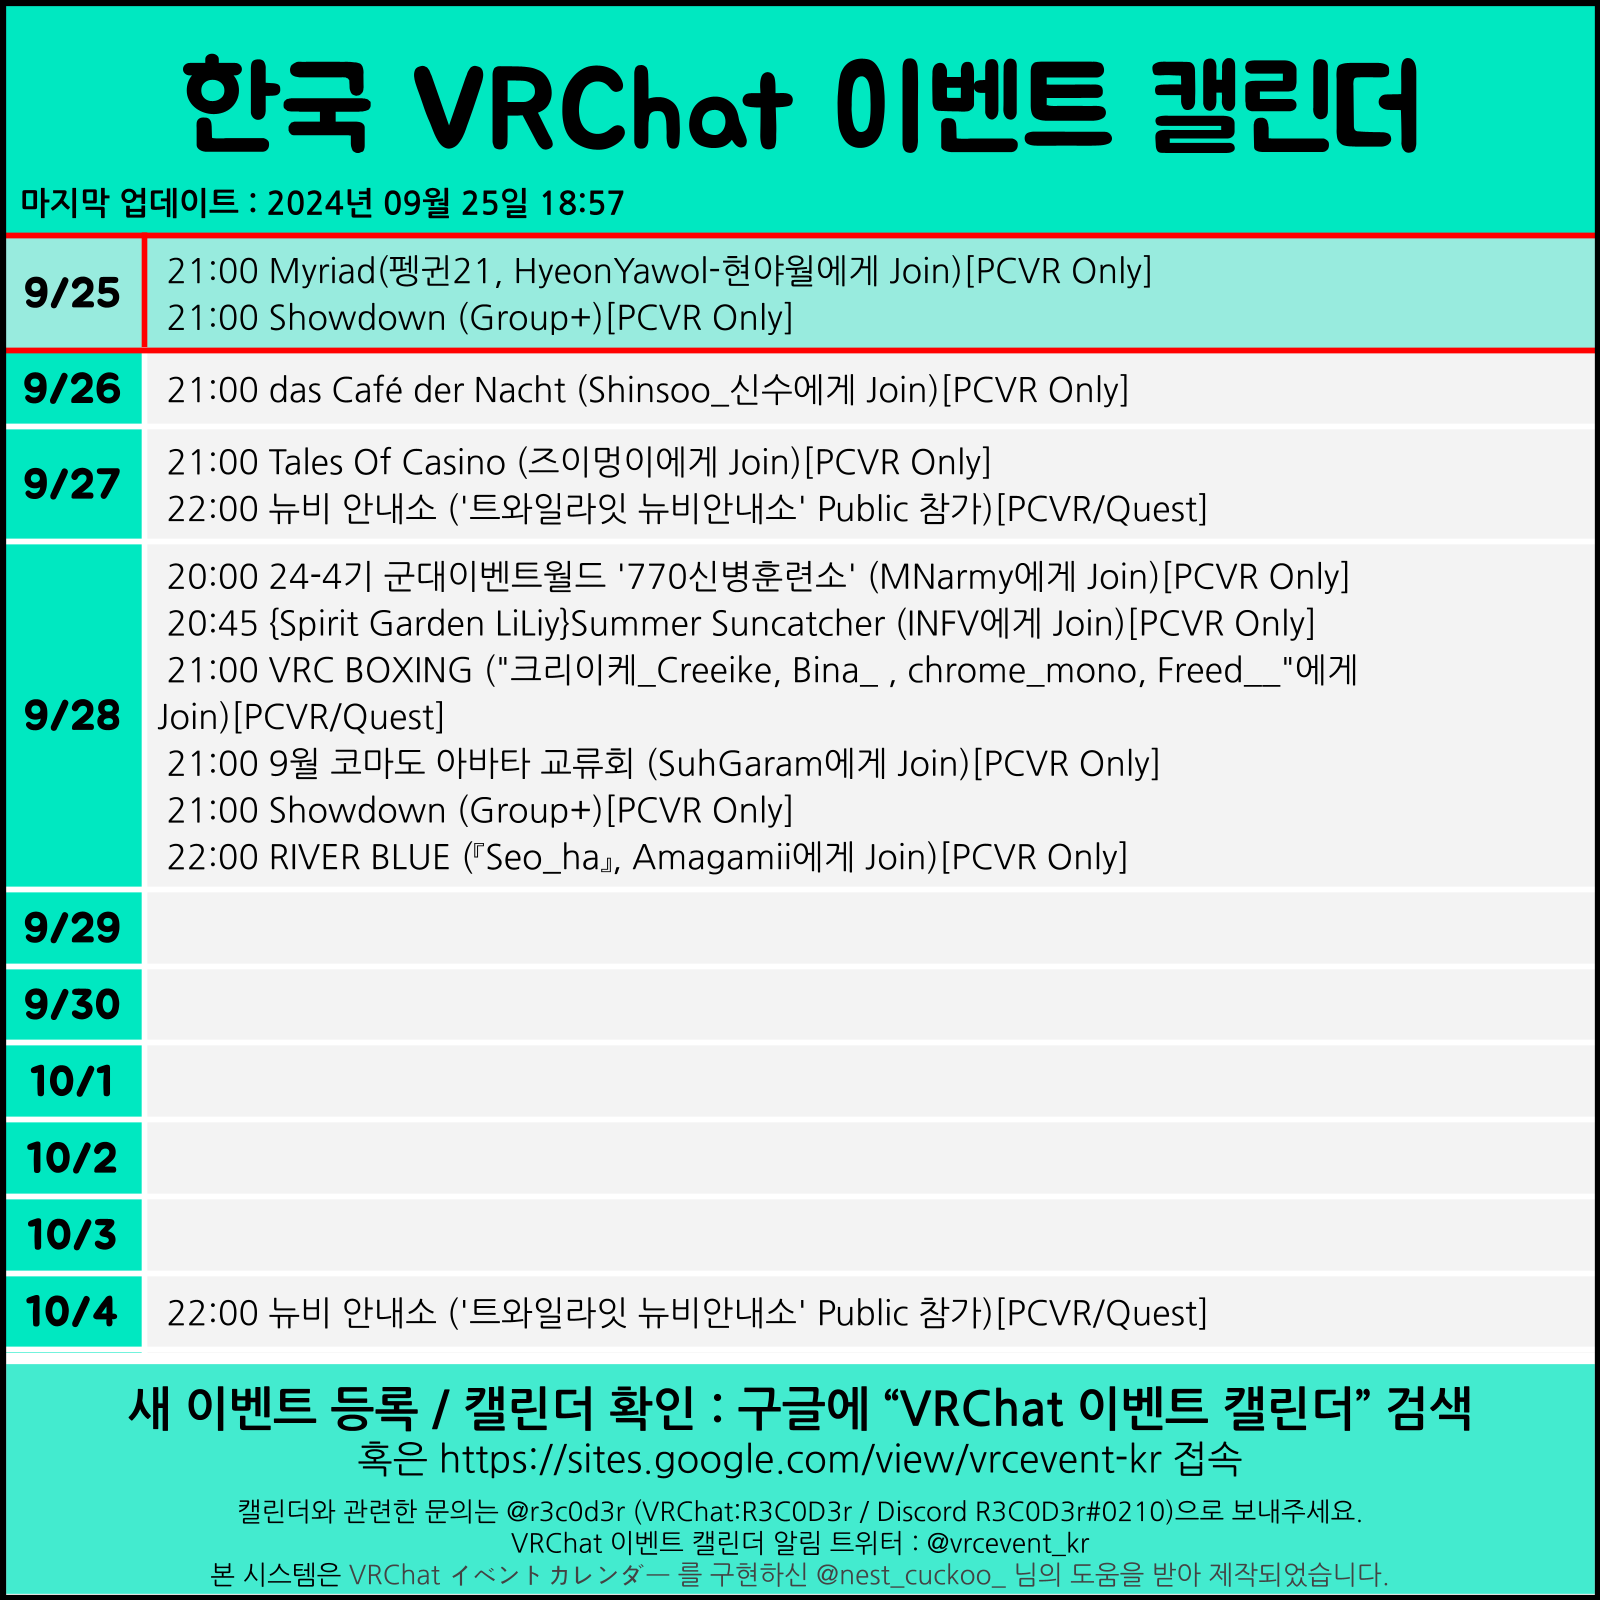 한국 VRChat 이벤트 캘린더
마지막 업데이트 : 2024년 09월 25일 18:57
9/25
21:00 Myriad(펭귄21, HyeonYawol-현야월에게 Join)[PCVR Only]
21:00 Showdown (Group+)[PCVR Only]
9/26
21:00 das Café der Nacht (Shinsoo_신수에게 Join)[PCVR Only]
9/27
21:00 Tales Of Casino (즈이멍이에게 Join)[PCVR Only]
22:00 뉴비 안내소 ('트와일라잇 뉴비안내소' Public 참가)[PCVR/Quest]
9/28
20:00 24-4기 군대이벤트월드 '770신병훈련소' (MNarmy에게 Join)[PCVR Only]
20:45 {Spirit Garden LiLiy}Summer Suncatcher (INFV에게 Join)[PCVR Only]
21:00 VRC BOXING ("크리이케_Creeike, Bina_ , chrome_mono, Freed__"에게
Join)[PCVR/Quest]
21:00 9월 코마도 아바타 교류회 (SuhGaram에게 Join)[PCVR Only]
21:00 Showdown (Group+)[PCVR Only]
22:00 RIVER BLUE (『Seo_ha』, Amagamii에게 Join)[PCVR Only]
9/29
9/30
10/1
10/2
10/3
10/4
22:00 뉴비 안내소 ('트와일라잇 뉴비안내소' Public 참가)[PCVR/Quest]
새 이벤트 등록 / 캘린더 확인 : 구글에 “VRChat 이벤트 캘린더” 검색
혹은 https://sites.google.com/view/vrcevent-kr 접속
캘린더와 관련한 문의는 @r3c0d3r (VRChat:R3C0D3r / Discord R3C0D3r#0210)으로 보내주세요.
VRChat 이벤트 캘린더 알림 트위터 : @vrcevent_kr
본 시스템은 VRChat イベントカレンダー 를 구현하신 @nest_cuckoo_ 님의 도움을 받아 제작되었습니다.